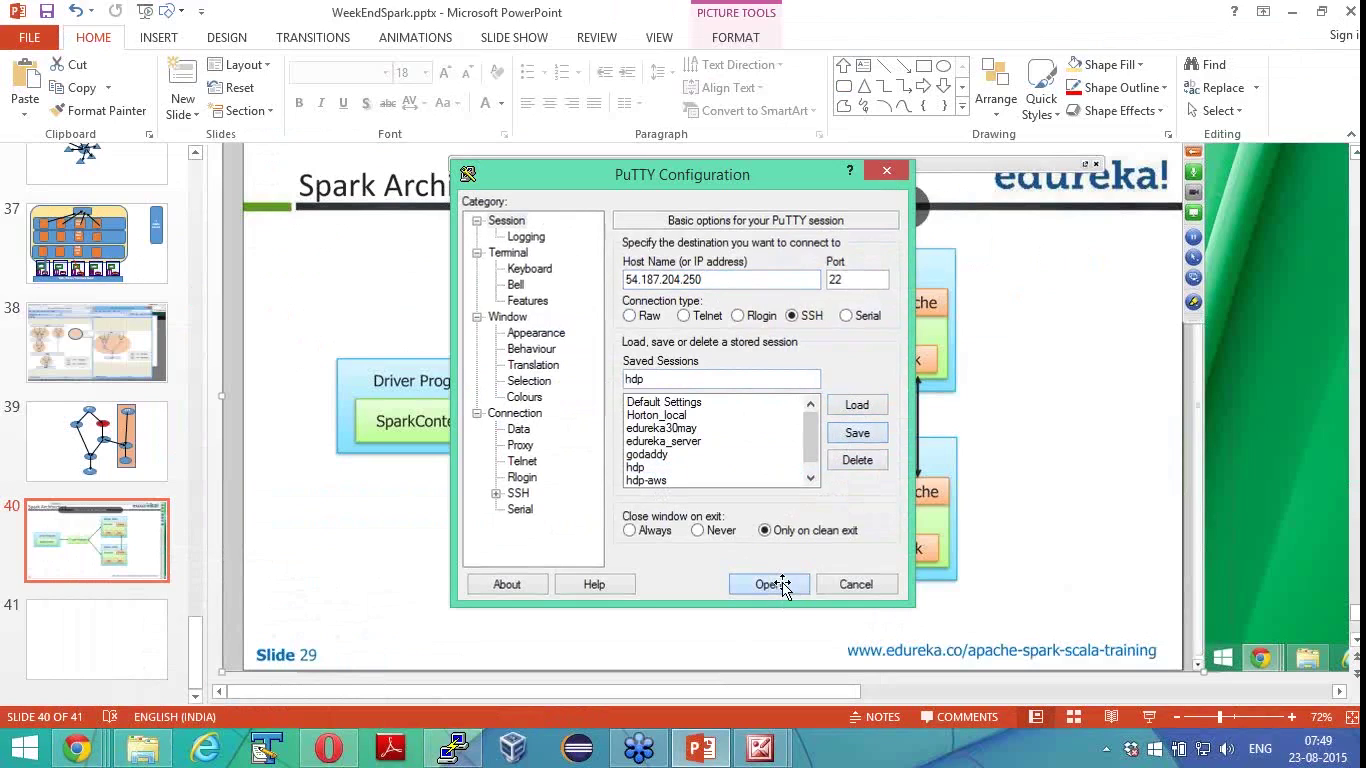 WeekEndSpark.pptx - Microsoft PowerPoint
PICTURE TOOLS
FILE
HOME
INSERT
DESIGN
TRANSITIONS
ANIMATIONS
SLIDE SHOW
REVIEW
VIEW
FORMAT
Sign i
Paste
Cut
Copy
Format Painter
Clipboard
New
Slide
Layout
Reset
Section
Slides
18
B I U S abc AV Aa A
Font
Text Direction
Align Text
Convert to SmartArt
Paragraph
Arrange
Quick
Styles
Shape Fill
Shape Outline
Shape Effects
Drawing
Find
Replace
Select
Editing
37
38
39
40
41
Spark Archi
edureka!
Driver Prog
SparkConte
che
k
che
k
Slide 29
www.edureka.co/apache-spark-scala-training
PuTTY Configuration
Category:
Session
Logging
Terminal
Keyboard
Bell
Features
Window
Appearance
Behaviour
Translation
Selection
Colours
Connection
Data
Proxy
Telnet
Rlogin
SSH
Serial
Basic options for your PuTTY session
Specify the destination you want to connect to
Host Name (or IP address)
Port
54.187.204.250
22
Connection type:
Raw
Telnet
Rlogin
SSH
Serial
Load, save or delete a stored session
Saved Sessions
hdp
Default Settings
Horton_local
edureka30may
edureka_server
godaddy
hdp
hdp-aws
Load
Save
Delete
Close window on exit:
Always
Never
Only on clean exit
About
Help
Open
Cancel
SLIDE 40 OF 41
ENGLISH (INDIA)
NOTES
COMMENTS
72%
ENG
07:49
23-08-2015